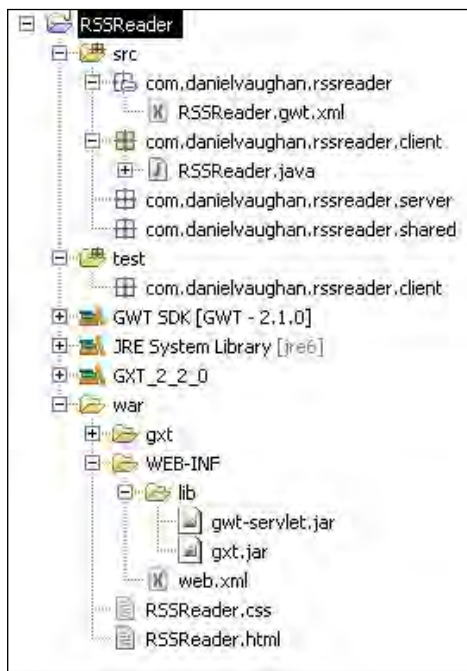 RSSReader
src
com.danielvaughan.rssreader
RSSReader.gwt.xml
com.danielvaughan.rssreader.client
RSSReader.java
com.danielvaughan.rssreader.server
com.danielvaughan.rssreader.shared
test
com.danielvaughan.rssreader.client
GWT SDK [GWT - 2.1.0]
JRE System Library [jre6]
GXT_2_2_0
war
gxt
WEB-INF
lib
gwt-servlet.jar
gxt.jar
web.xml
RSSReader.css
RSSReader.html